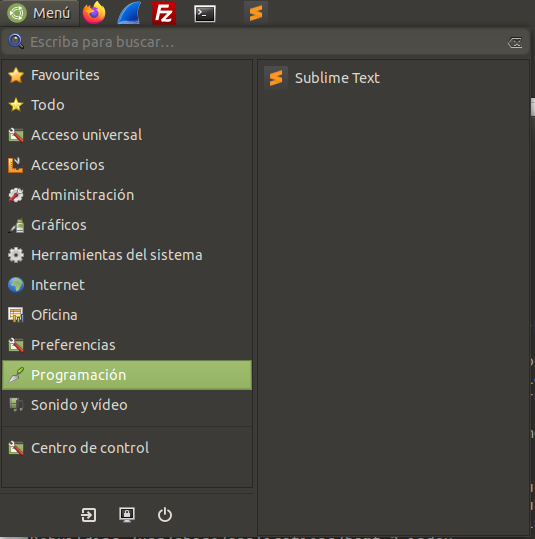 Menú
Escriba para buscar...
Favourites
Todo
Acceso universal
Accesorios
Administración
Gráficos
Herramientas del sistema
Internet
Oficina
Preferencias
Programación
Sonido y vídeo
Centro de control
Sublime Text